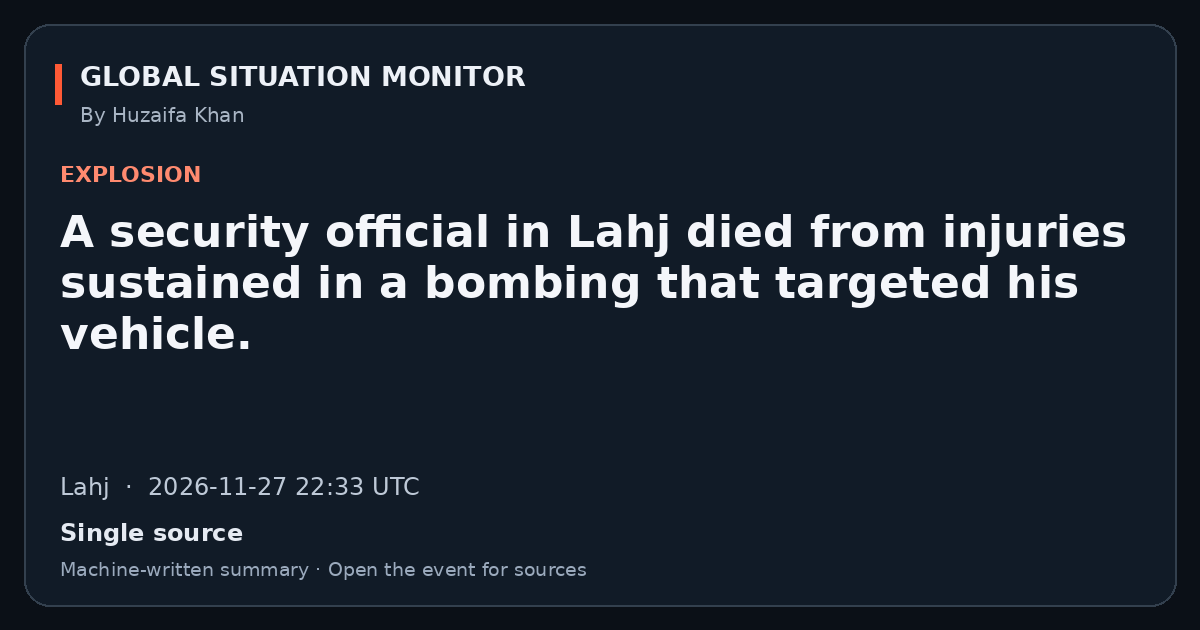 GLOBAL SITUATION MONITOR
By Huzaifa Khan
EXPLOSION
A security official in Lahj died from injuries
sustained in a bombing that targeted his
vehicle.
Lahj · 2026-11-27 22:33 UTC
Single source
Machine-written summary · Open the event for sources